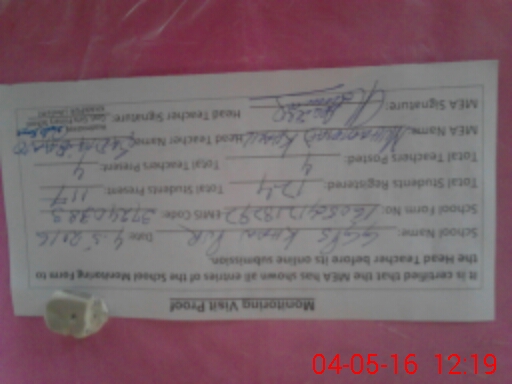 Monitoring Visit Proof
It is certified that the MEA has shown all entries of the School Monitoring Form to
the Head Teacher before its online submission.
School Name: GGPS KHAN PUR Date: 4-5-2016
School Form No: EMIS Code: 37240383
Total Students Registered: 124 Total Students Present: 117
Total Teachers Posted: 4 Total Teachers Present: 4
MEA Name: Muhammad Head Teacher Name:
MEA Signature: Head Teacher Signature:
04-05-16 12:19